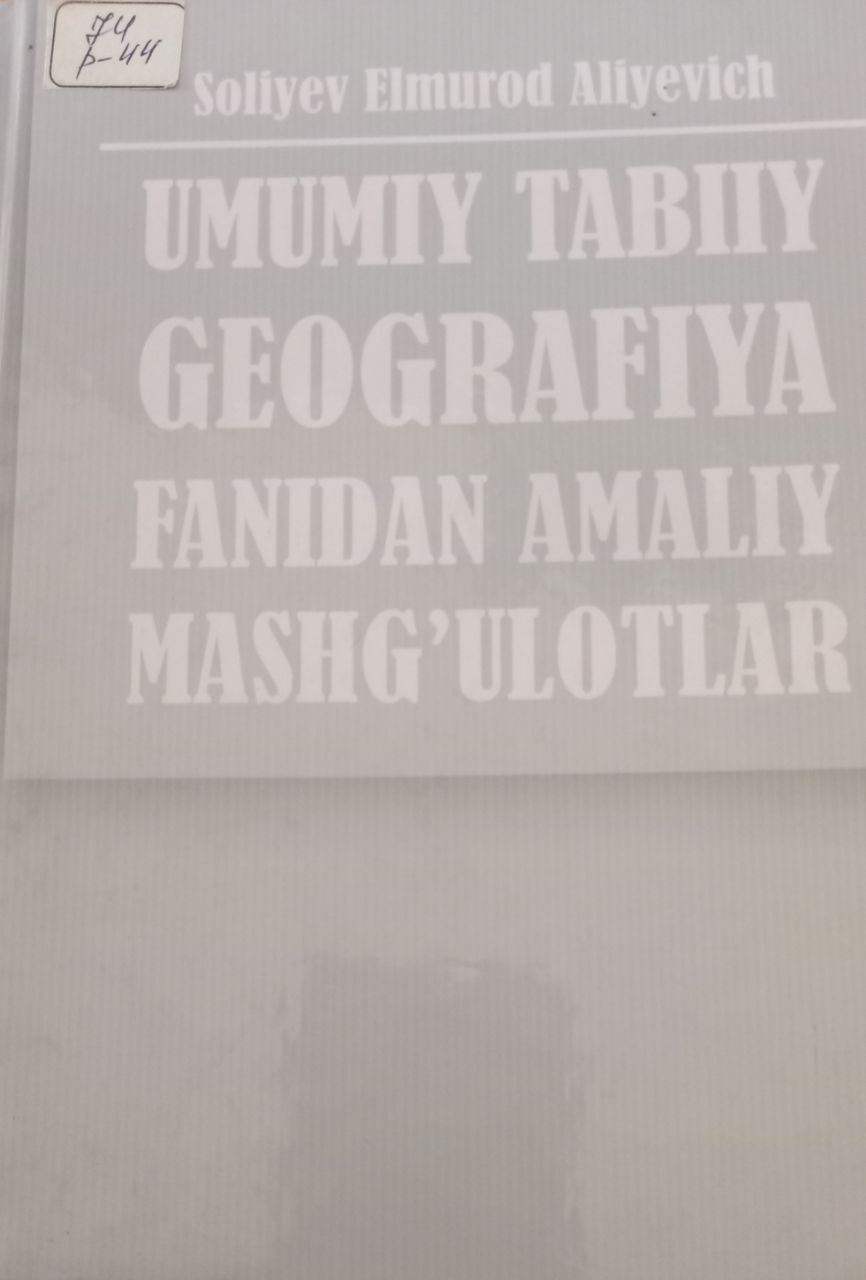 74
p-44
Soliyev Elmurod Aliyevich
UMUMIY TABIIY
GEOGRAFIYA
FANIDAN AMALIY
MASHG’ULOTLAR